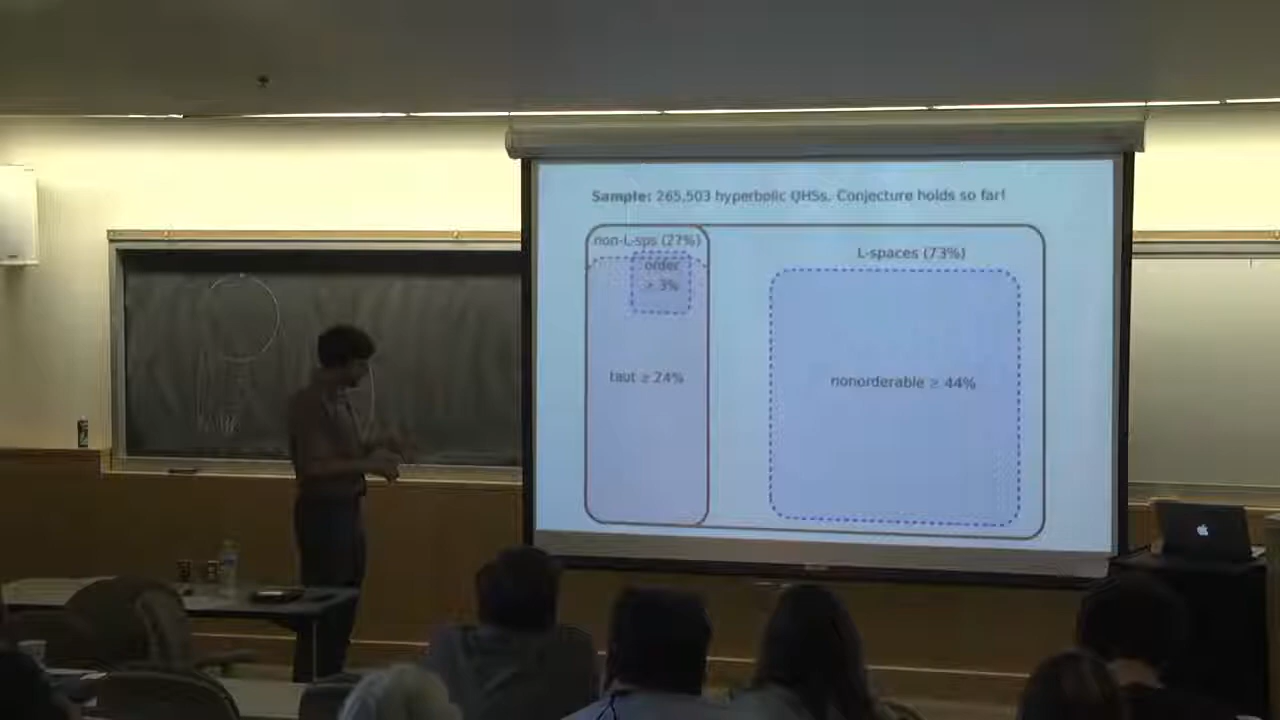 Sample: 265,503 hyperbolic QHSs. Conjecture holds so far!
non-L-sps (27%)
L-spaces (73%)
order
> 3%
taut ≥ 24%
nonorderable ≥ 44%